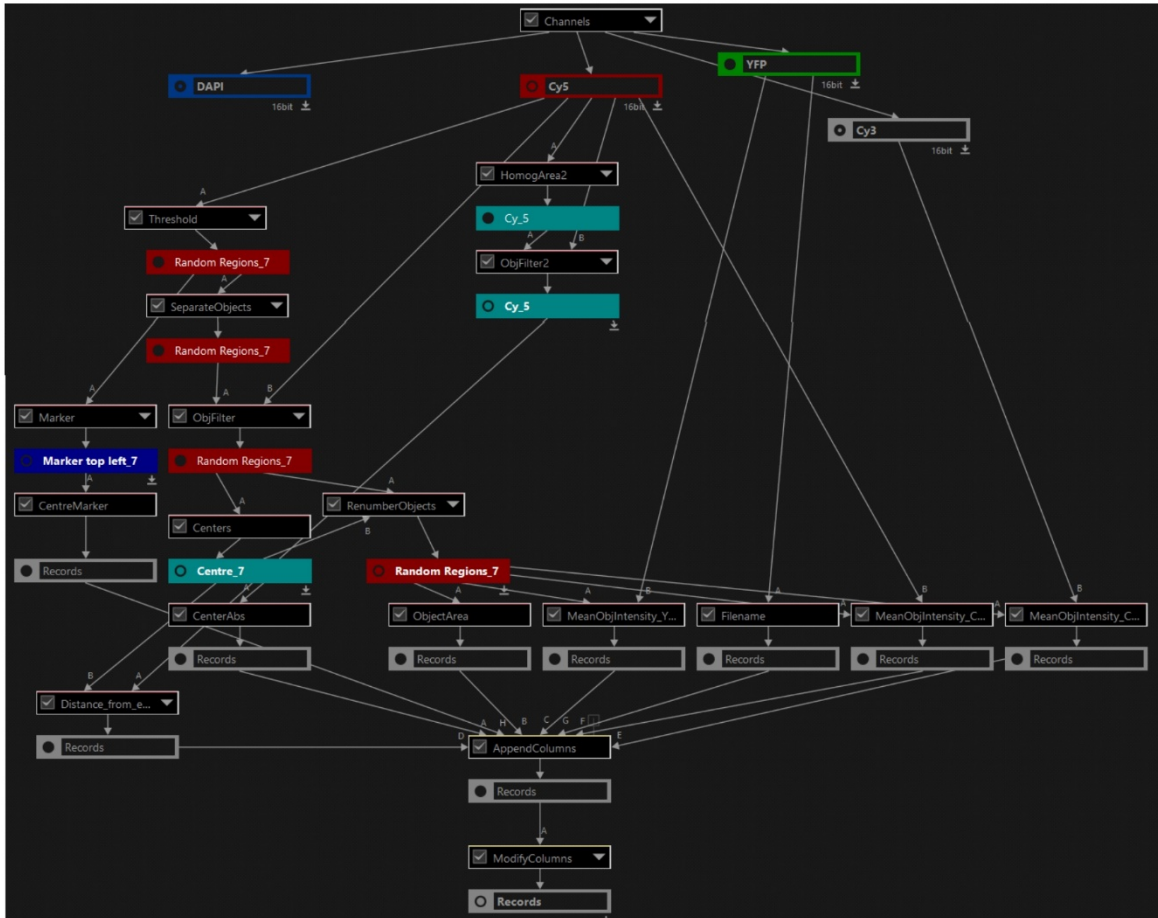 Channels
YFP
DAPI
Cy5
16bit
16bit
16bit
Cy3
16bit
A
HomogArea2
A
Threshold
Cy_5
A
B
Random Regions_7
ObjFilter2
A
SeparateObjects
Cy_5
Random Regions_7
A
A
B
Marker
ObjFilter
Marker top left_7
Random Regions_7
A
A
A
CentreMarker
RenumberObjects
Centers
B
Records
Centre_7
Random Regions_7
A
A
A
B
A
A
B
A
B
CenterAbs
ObjectArea
MeanObjIntensity_Y...
Filename
MeanObjIntensity_C...
MeanObjIntensity_C...
Records
Records
Records
Records
Records
Records
B
A
Distance_from_e...
A
H
B
C
G
F
D
E
Records
AppendColumns
Records
A
ModifyColumns
Records